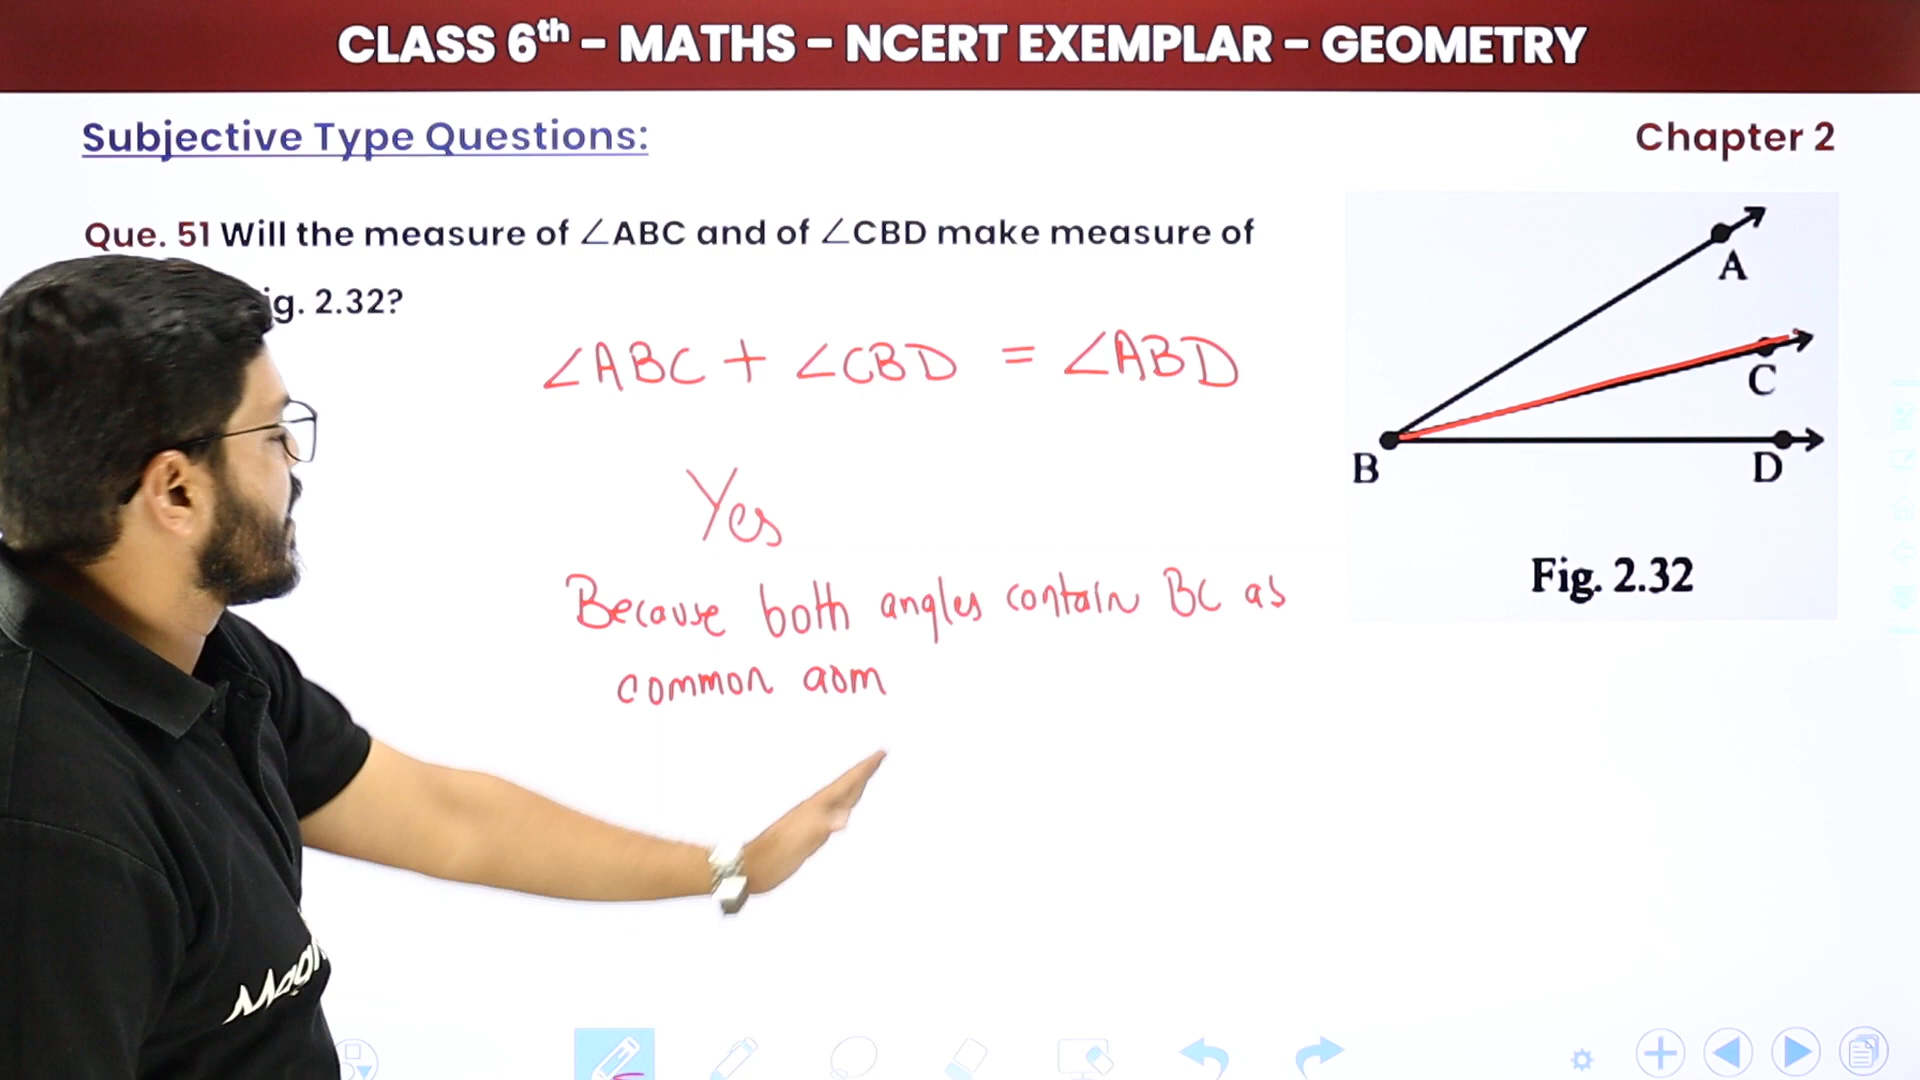 CLASS 6th - MATHS - NCERT EXEMPLAR - GEOMETRY
Subjective Type Questions:
Chapter 2
Que. 51 Will the measure of ∠ABC and of ∠CBD make measure of
ig. 2.32?
∠ABC + ∠CBD = ∠ABD
Yes
Because both angles contain BC as
common arm
A
C
B
D
Fig. 2.32